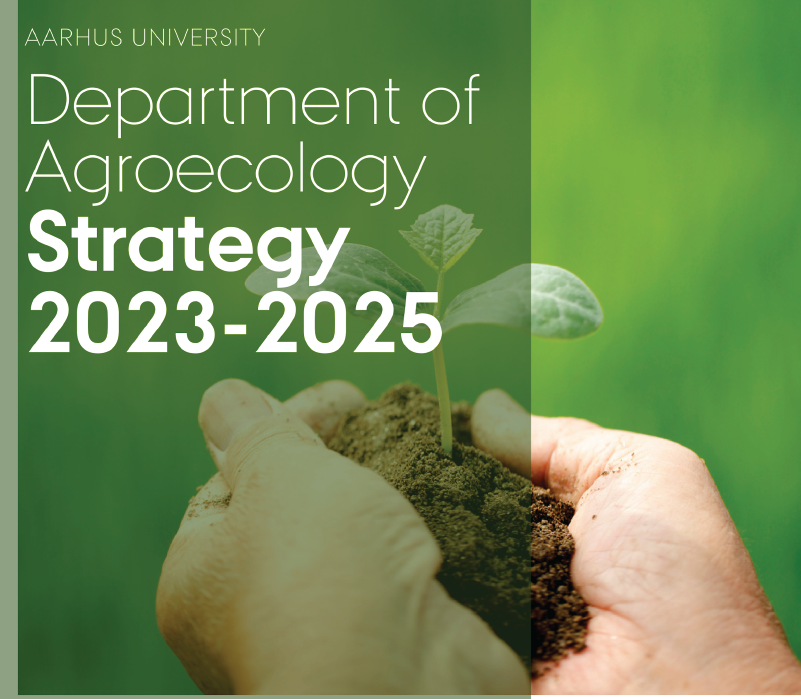 AARHUS UNIVERSITY
Department of
Agroecology
Strategy
2023-2025